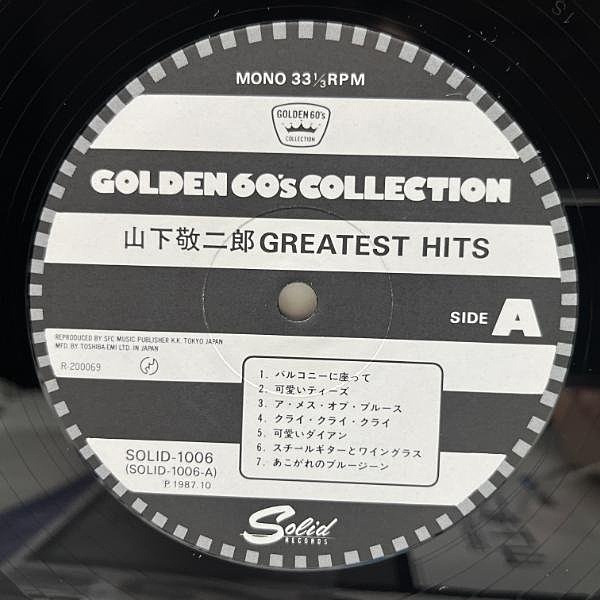 MONO 33⅓RPM
GOLDEN 60's
COLLECTION
GOLDEN 60'S COLLECTION
山下敬二郎 GREATEST HITS
SIDE A
REPRODUCED BY SFC MUSIC PUBLISHER K.K. TOKYO JAPAN
MFD. BY TOSHIBA-EMI LTD. IN JAPAN
R-200069
1. バルコニーに座って
2. 可愛いティーズ
3. ア・メス・オブ・ブルース
4. クライ・クライ・クライ
5. 可愛いダイアン
6. スチールギターとワイングラス
7. あこがれのブルージーン
SOLID-1006
(SOLID-1006-A)
℗ 1987.10
Solid
RECORDS